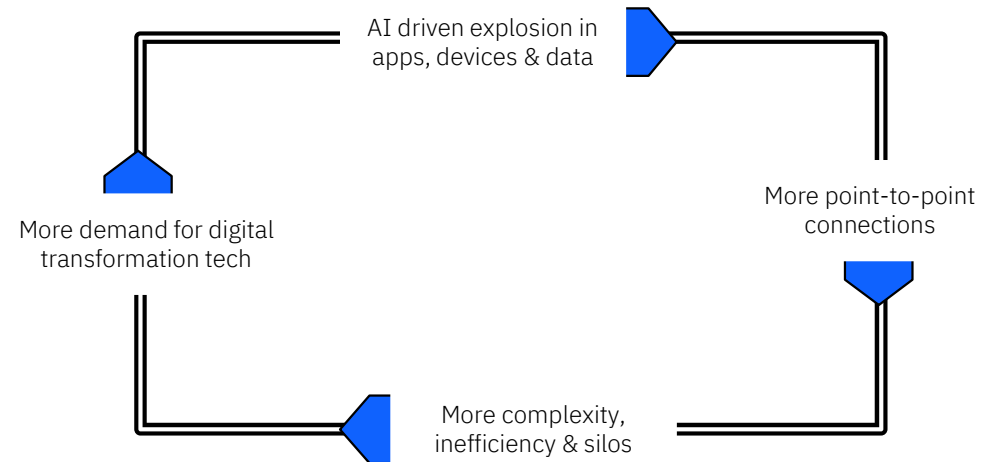 AI driven explosion in
apps, devices & data
More point-to-point
connections
More demand for digital
transformation tech
More complexity,
inefficiency & silos